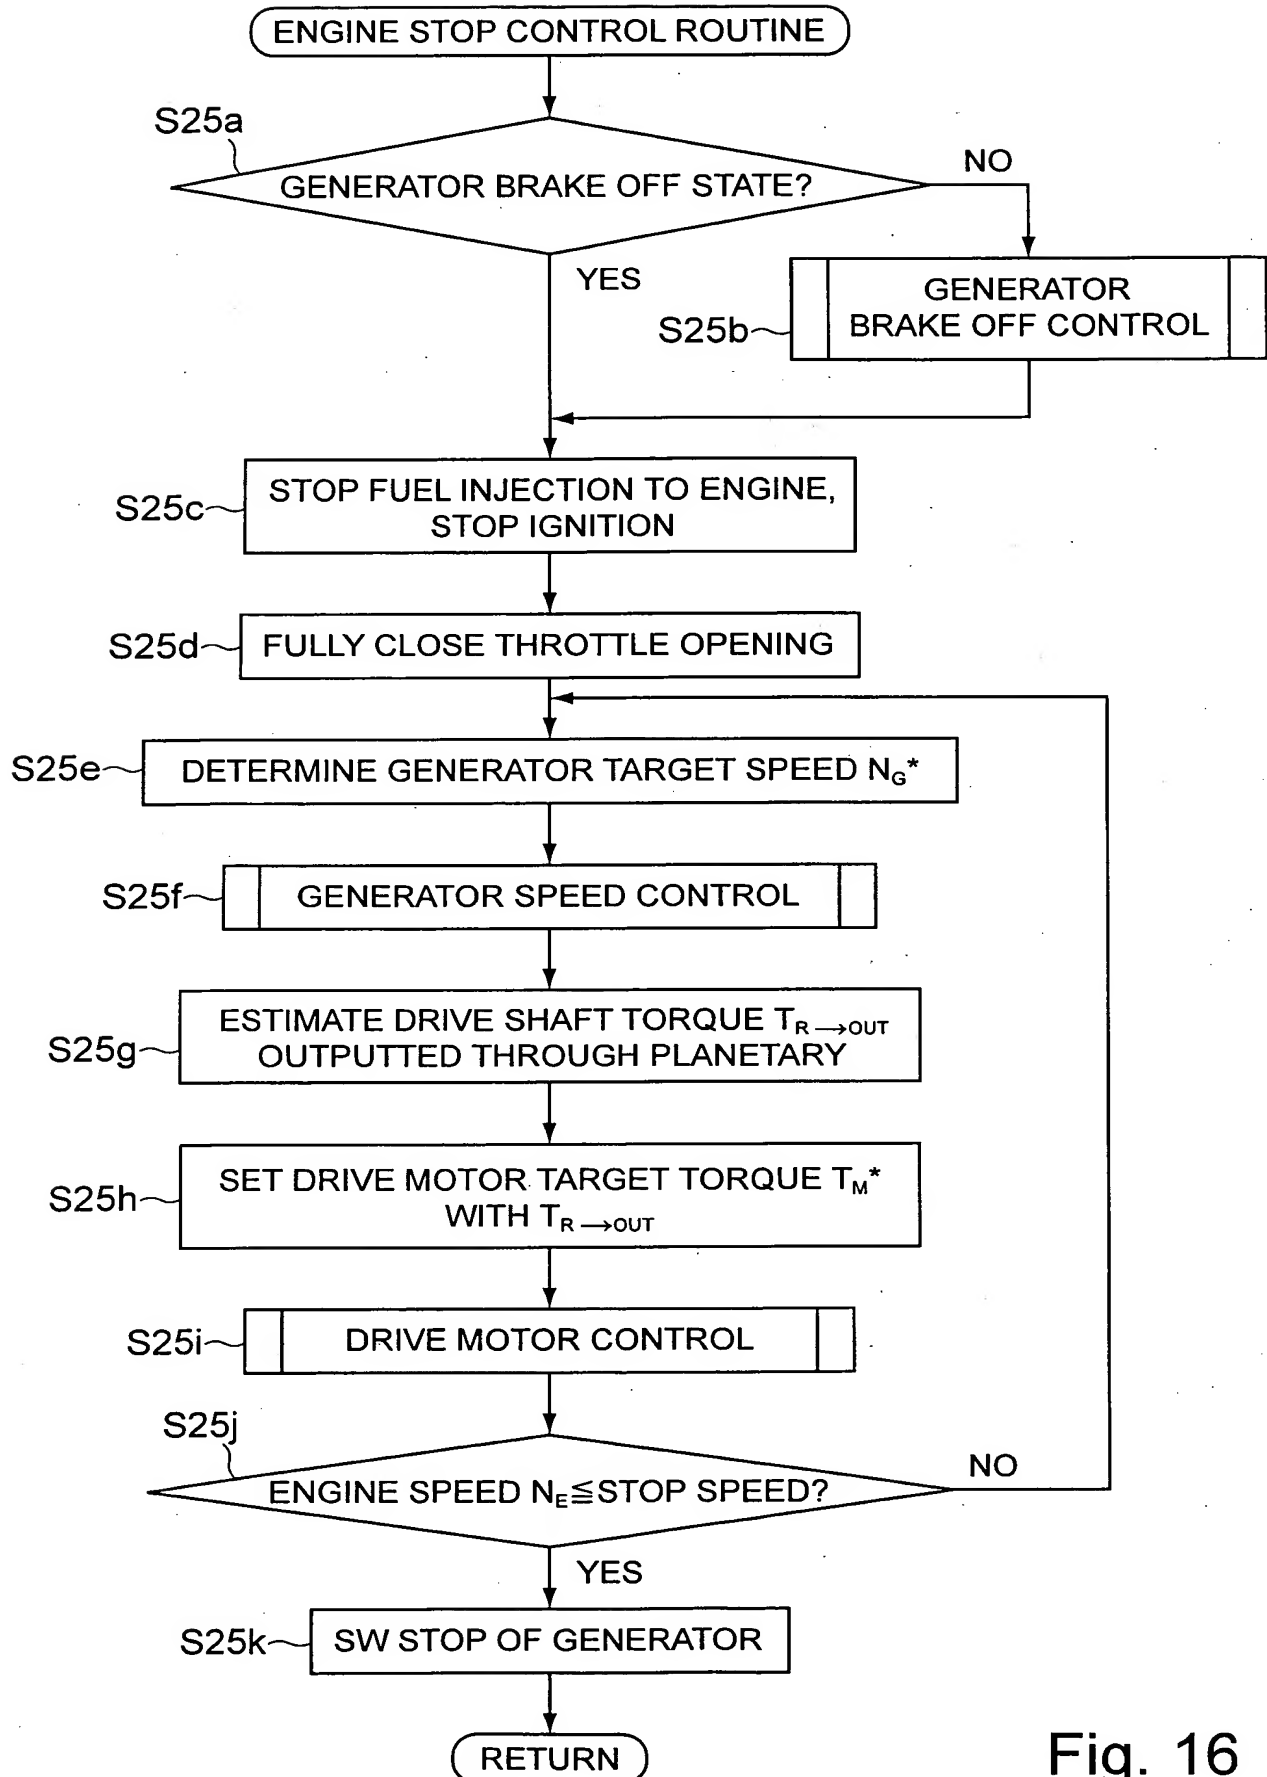 ENGINE STOP CONTROL ROUTINE
S25a
GENERATOR BRAKE OFF STATE?
NO
YES
GENERATOR
BRAKE OFF CONTROL
S25b
STOP FUEL INJECTION TO ENGINE,
STOP IGNITION
S25c
S25d
FULLY CLOSE THROTTLE OPENING
S25e
DETERMINE GENERATOR TARGET SPEED NG*
S25f
GENERATOR SPEED CONTROL
ESTIMATE DRIVE SHAFT TORQUE TR→OUT
OUTPUTTED THROUGH PLANETARY
S25g
SET DRIVE MOTOR TARGET TORQUE TM*
WITH TR→OUT
S25h
S25i
DRIVE MOTOR CONTROL
S25j
ENGINE SPEED NE≦STOP SPEED?
NO
YES
S25k
SW STOP OF GENERATOR
RETURN
Fig. 16